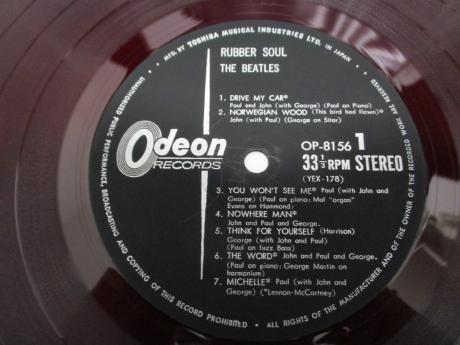 • MFD. BY TOSHIBA MUSICAL INDUSTRIES LTD. IN JAPAN •
RUBBER SOUL
THE BEATLES
1. DRIVE MY CAR*
Paul and John (with George) (Paul on Piano)
2. NORWEGIAN WOOD (This bird had flown)*
John (with Paul) (George on Sitar)
Odeon
RECORDS
OP-8156 1
33 1/3 RPM STEREO
(YEX-178)
3. YOU WON'T SEE ME* Paul (with John and
George) (Paul on piano: Mal "organ"
Evans on Hammond)
4. NOWHERE MAN*
John and Paul and George.
5. THINK FOR YOURSELF (Harrison)
George (with John and Paul)
(Paul on fuzz Bass)
6. THE WORD* John and Paul and George.
(Paul on piano: George Martin on
harmonium)
7. MICHELLE* Paul (with John and
George) (*Lennon-McCartney)
UNAUTHORIZED PUBLIC PERFORMANCE, BROADCASTING AND COPYING OF THIS RECORD PROHIBITED • ALL RIGHTS OF THE MANUFACTURER AND OF THE OWNER OF THE RECORDED WORK ARE RESERVED